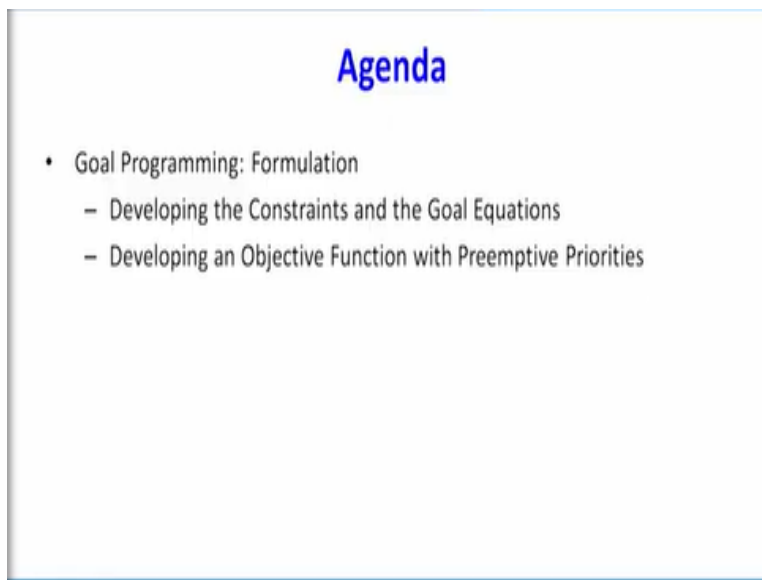 Agenda
• Goal Programming: Formulation
– Developing the Constraints and the Goal Equations
– Developing an Objective Function with Preemptive Priorities